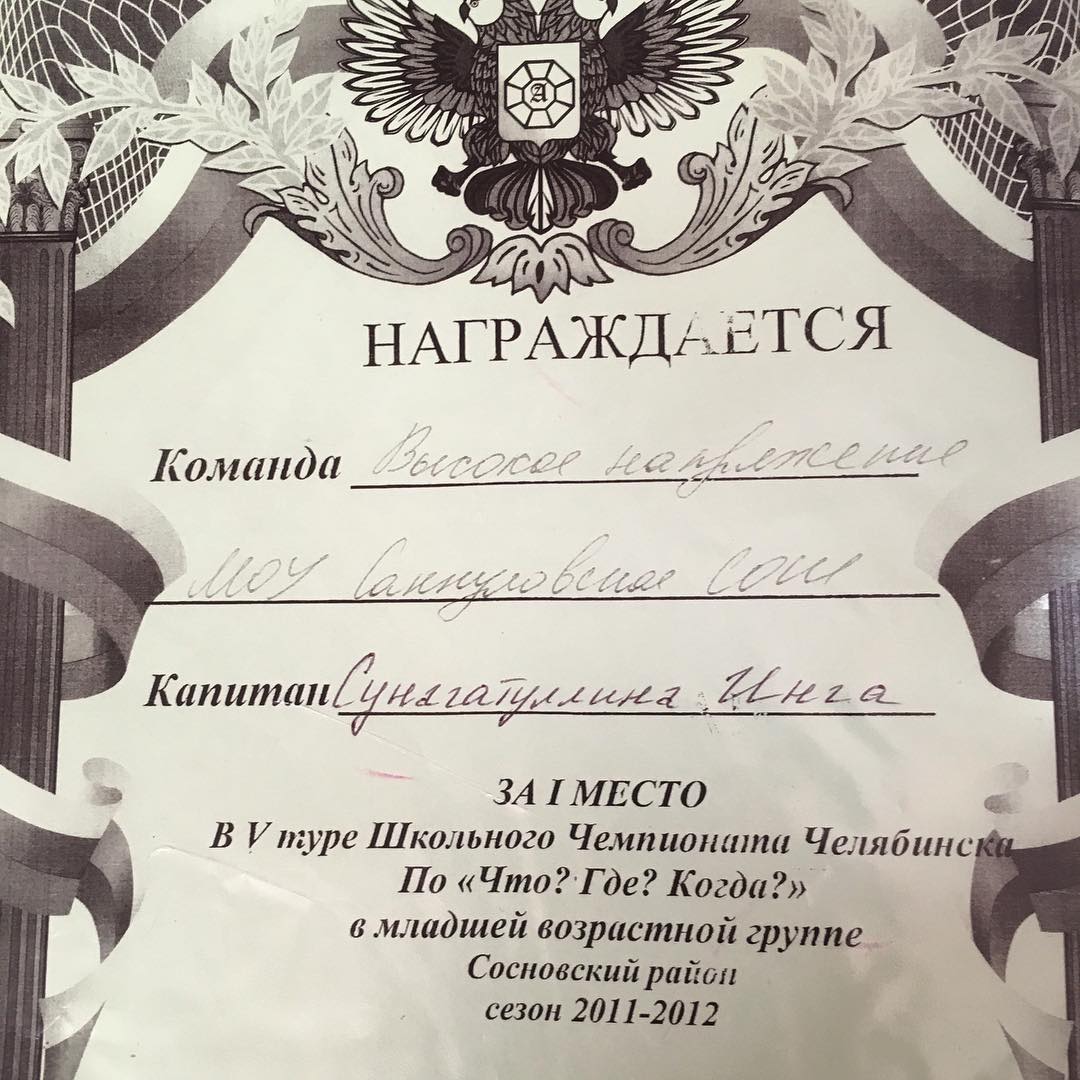 А
НАГРАЖДАЕТСЯ
Команда Высокое напряжение
МОУ Саккуловская СОШ
Капитан Сунагатуллина Инга
ЗА I МЕСТО
В V туре Школьного Чемпионата Челябинска
По «Что? Где? Когда?»
в младшей возрастной группе
Сосновский район
сезон 2011-2012